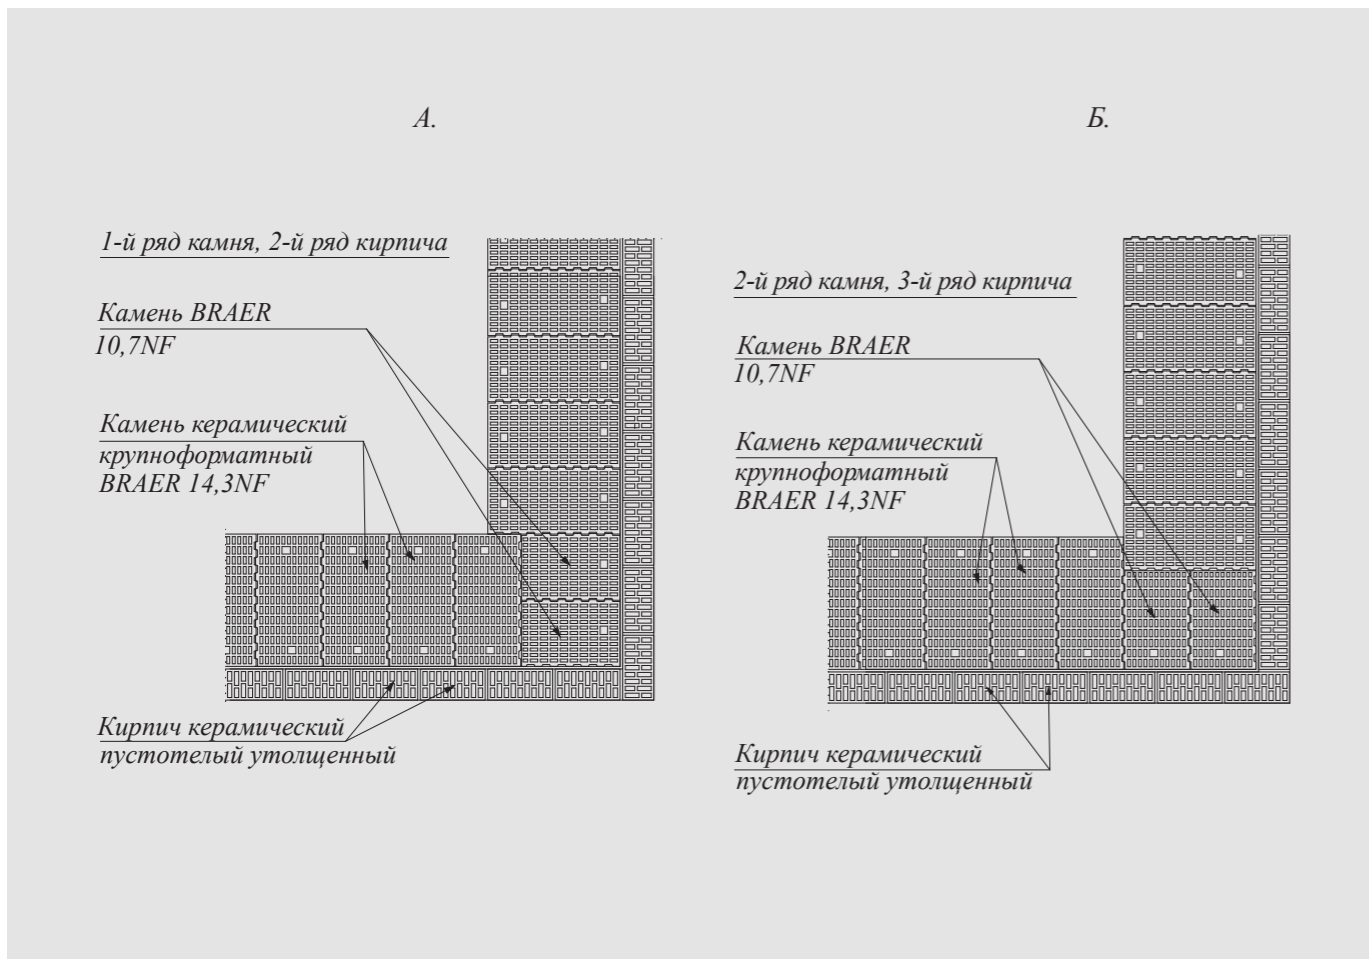 А.
1-й ряд камня, 2-й ряд кирпича
Камень BRAER
10,7NF
Камень керамический
крупноформатный
BRAER 14,3NF
Кирпич керамический
пустотелый утолщенный
Б.
2-й ряд камня, 3-й ряд кирпича
Камень BRAER
10,7NF
Камень керамический
крупноформатный
BRAER 14,3NF
Кирпич керамический
пустотелый утолщенный